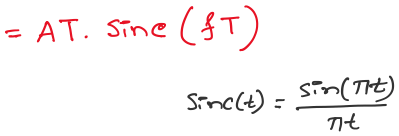 = AT. Sinc (fT)
Sinc(t) = sin(πt)/πt